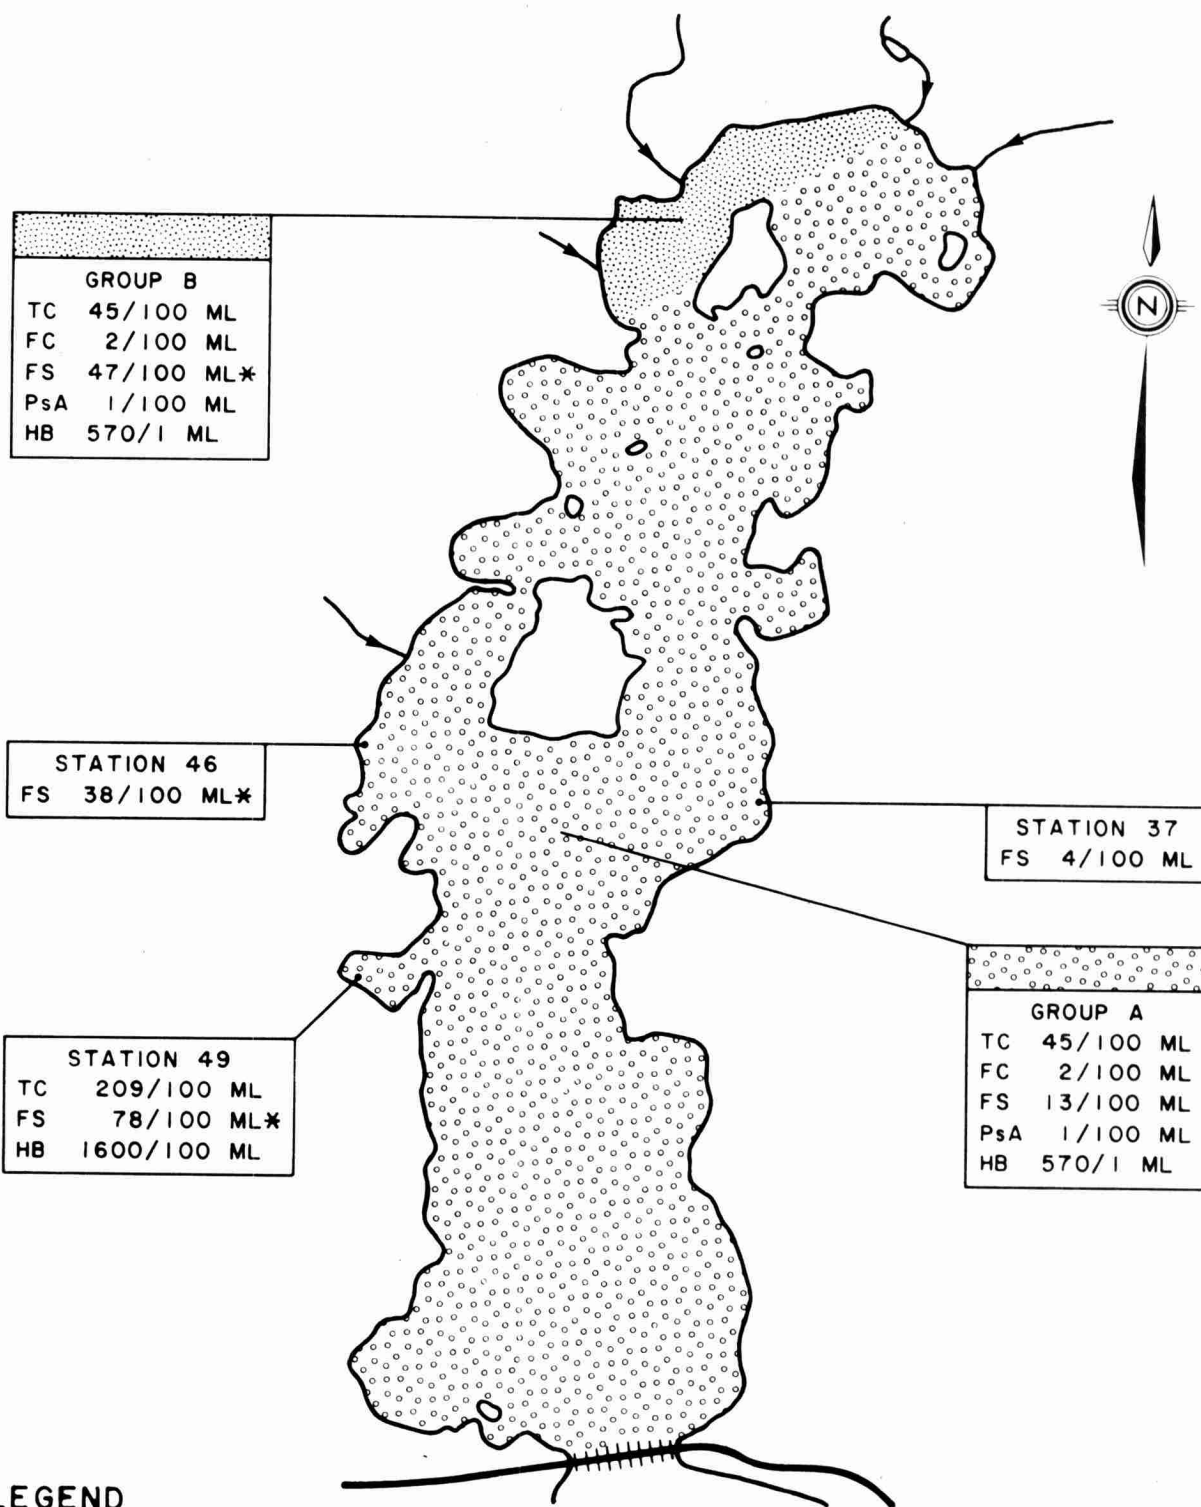 GROUP B
TC 45/100 ML
FC 2/100 ML
FS 47/100 ML*
PsA 1/100 ML
HB 570/1 ML
N
STATION 46
FS 38/100 ML*
STATION 37
FS 4/100 ML
STATION 49
TC 209/100 ML
FS 78/100 ML*
HB 1600/100 ML
GROUP A
TC 45/100 ML
FC 2/100 ML
FS 13/100 ML
PsA 1/100 ML
HB 570/1 ML
LEGEND